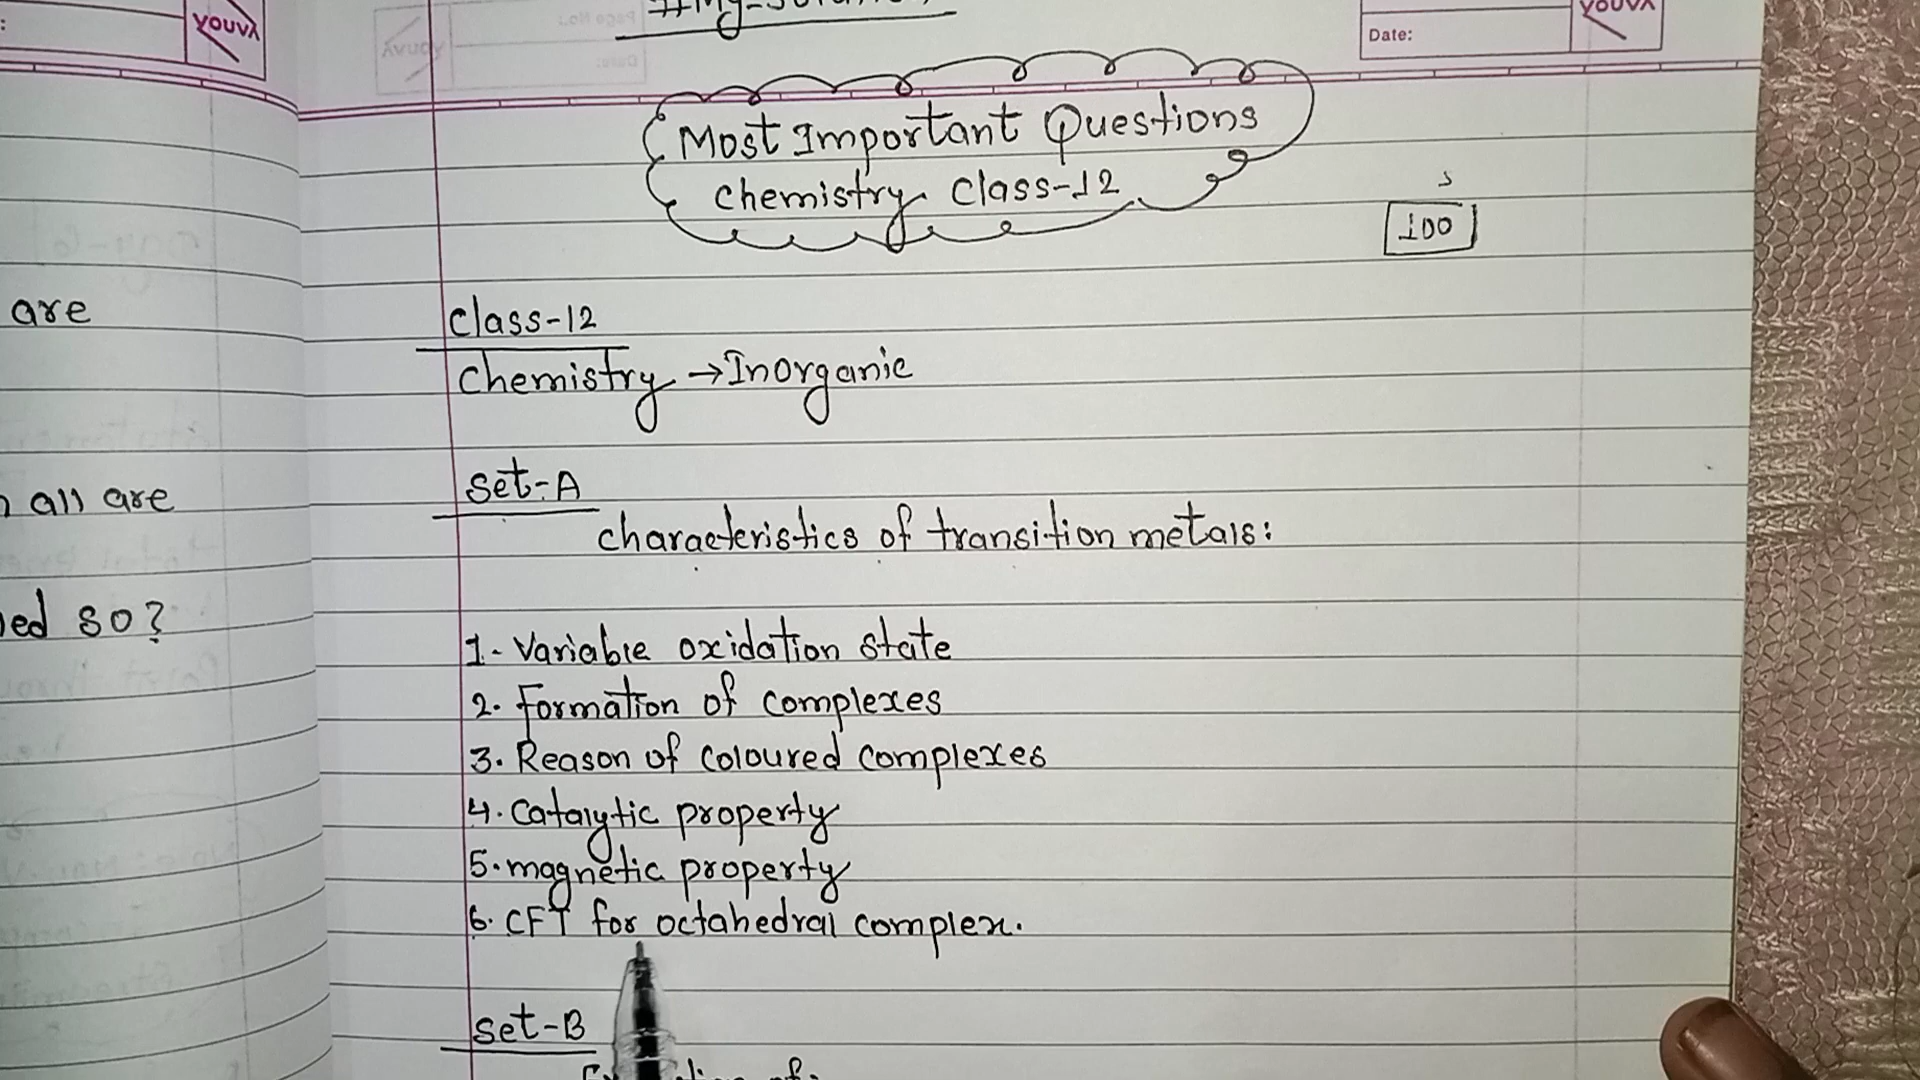 YOUVA
Date:
YOUVA
Most Important Questions
chemistry class-12
100
are
class-12
chemistry → Inorganic
set-A
all are
characteristics of transition metals:
so?
1- Variable oxidation state
2. Formation of complexes
3. Reason of coloured complexes
4. catalytic property
5. magnetic property
6. CFT for octahedral complex.
set-B